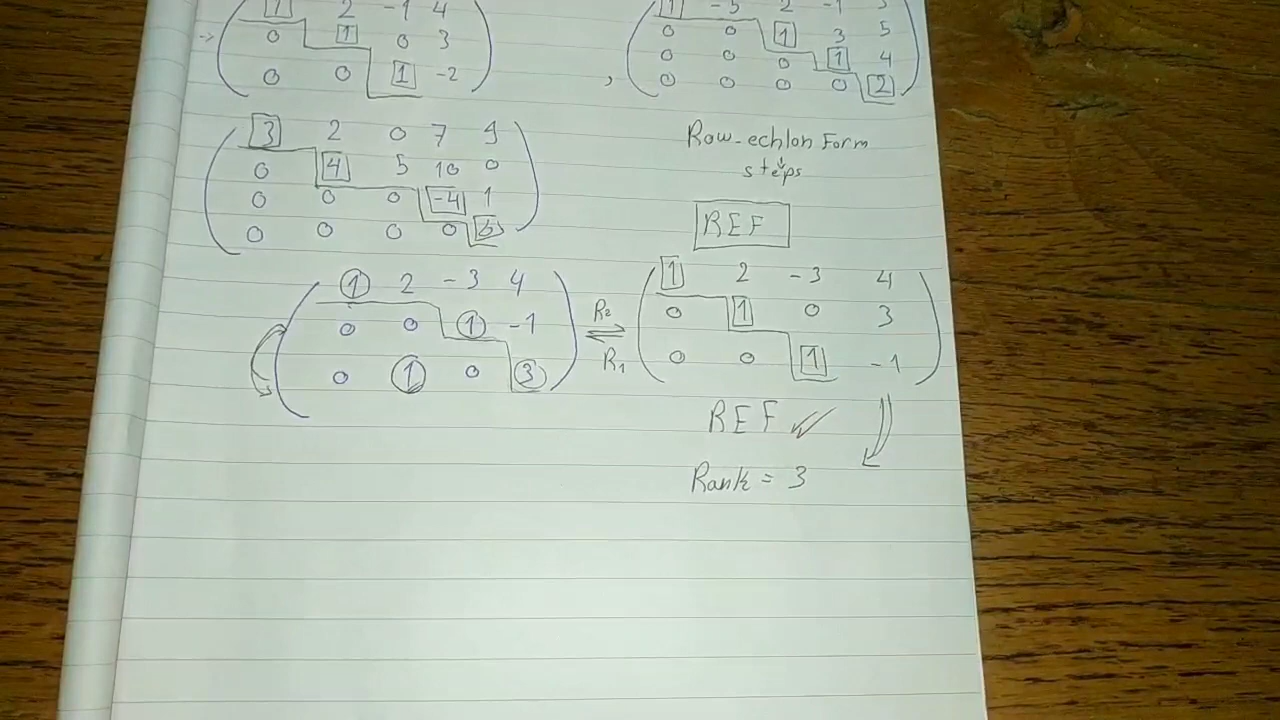 1 2 -1 4
0 1 0 3
0 0 1 -2
,
1 -5 2 -1 3
0 0 1 3 5
0 0 0 1 4
0 0 0 0 2
3 2 0 7 9
0 4 5 10 0
0 0 0 -4 1
0 0 0 0
Row-echlon Form
steps
REF
1 2 -3 4
0 0 1 -1
0 1 0 3
R2
R1
1 2 -3 4
0 1 0 3
0 0 1 -1
REF
Rank = 3